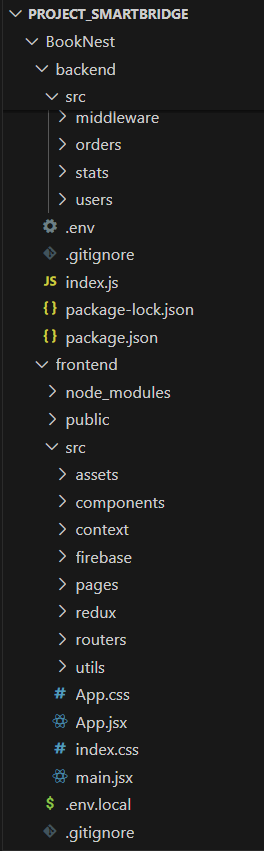 PROJECT_SMARTBRIDGE
BookNest
backend
src
middleware
orders
stats
users
.env
.gitignore
JS index.js
{} package-lock.json
{} package.json
frontend
node_modules
public
src
assets
components
context
firebase
pages
redux
routers
utils
# App.css
App.jsx
# index.css
main.jsx
$ .env.local
.gitignore